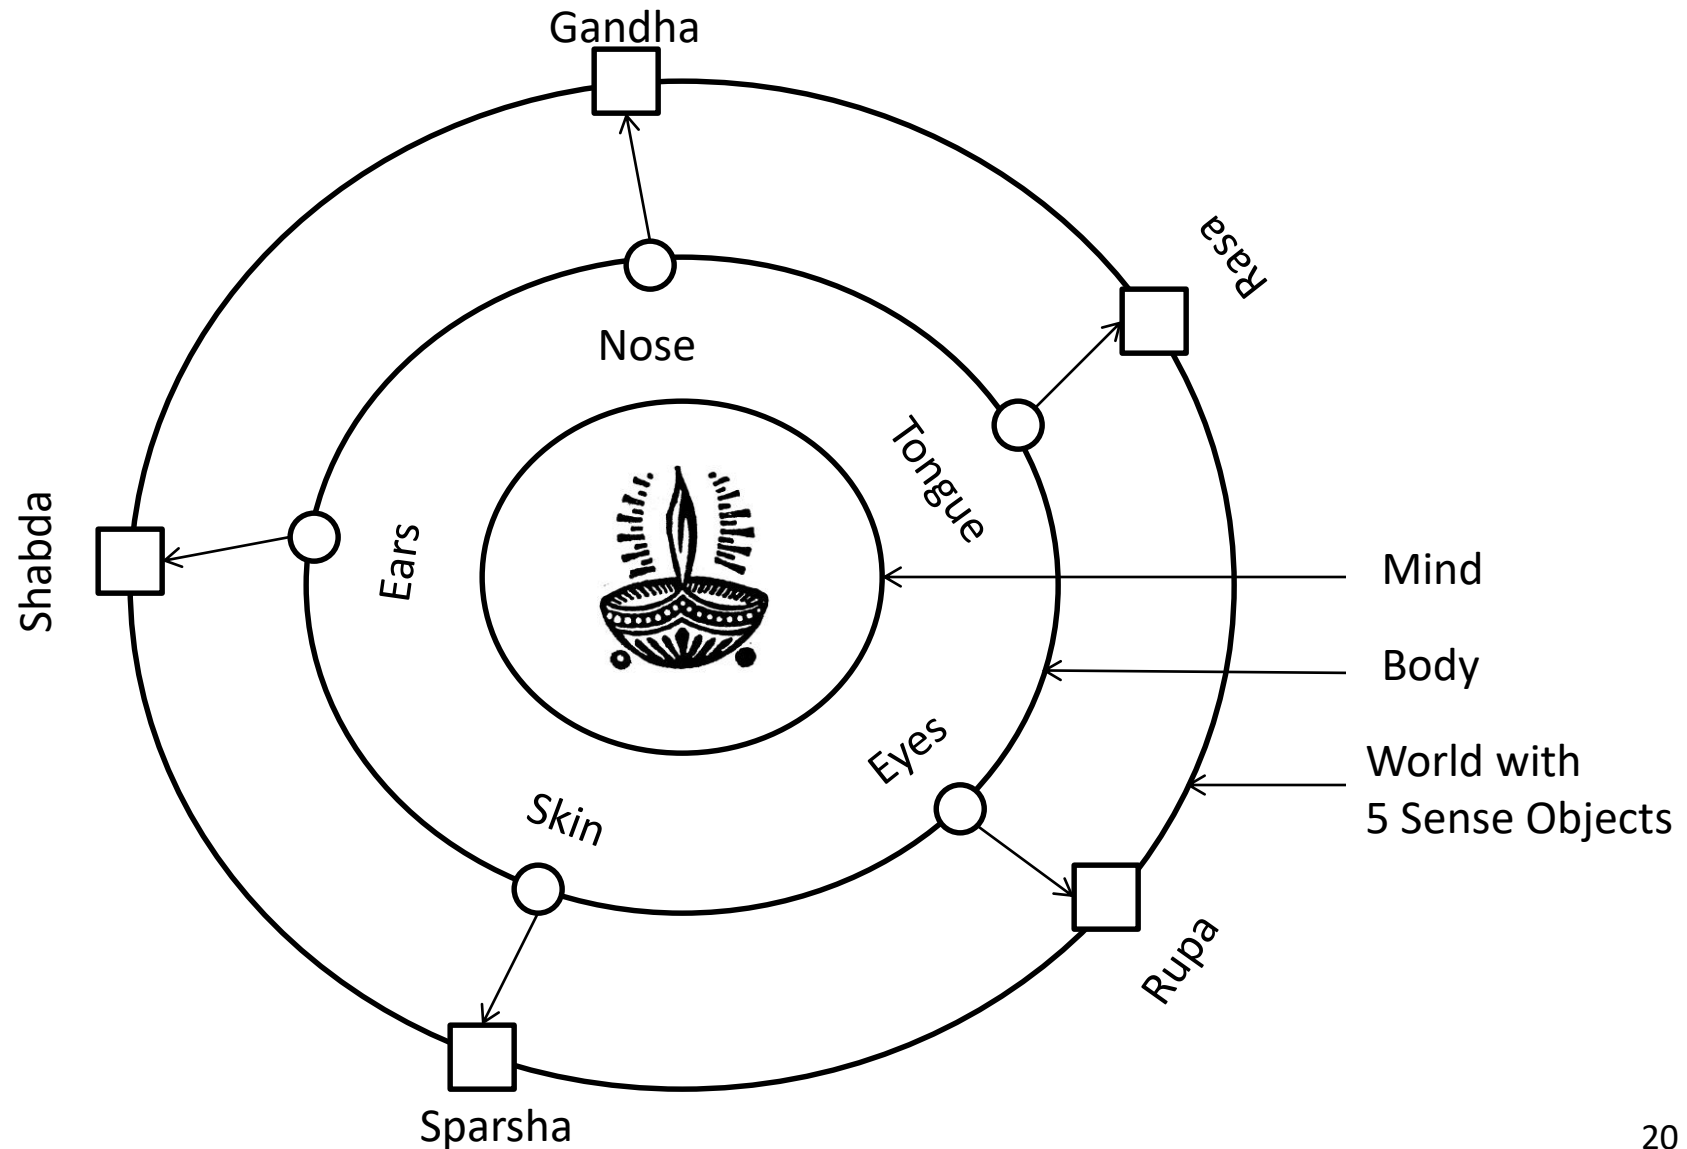 Gandha
Rasa
Nose
Tongue
Shabda
Ears
Mind
Body
Eyes
World with
5 Sense Objects
Skin
Rupa
Sparsha
20